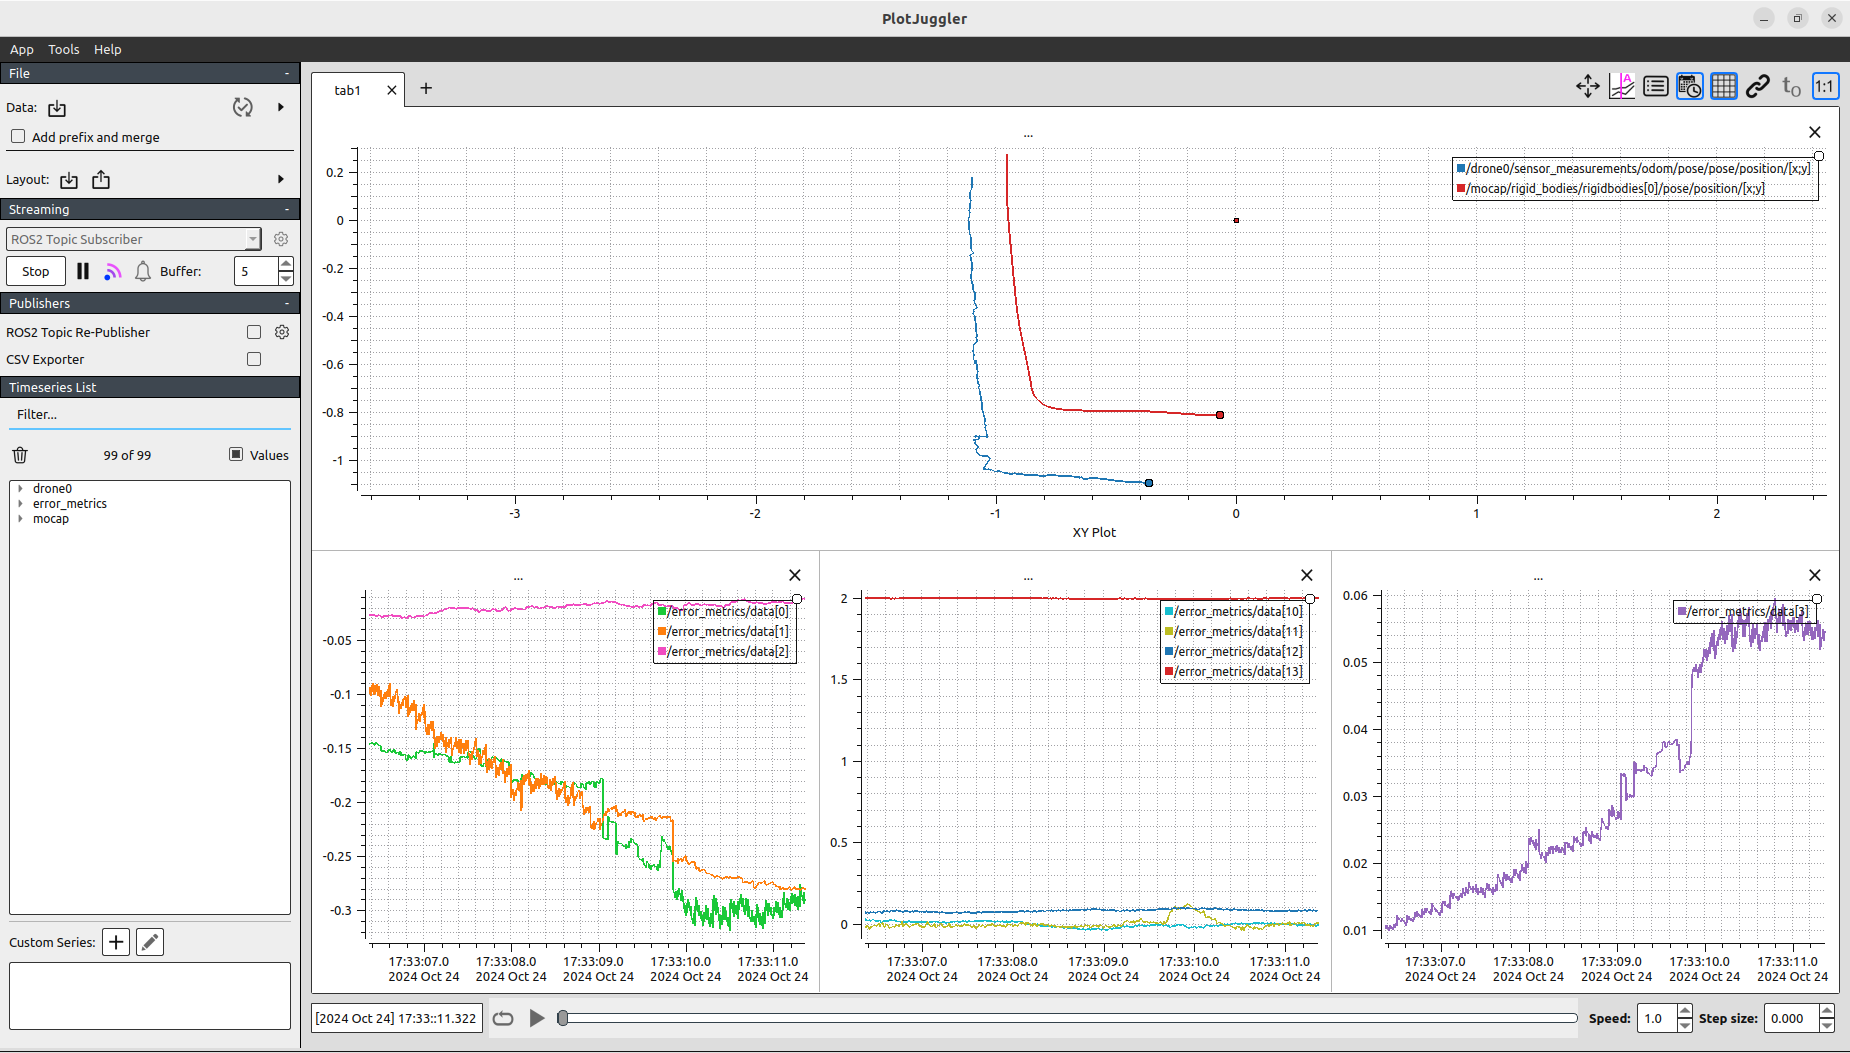 PlotJuggler
App Tools Help
File -
Data:
Add prefix and merge
Layout:
Streaming -
ROS2 Topic Subscriber
Stop Buffer: 5
Publishers -
ROS2 Topic Re-Publisher
CSV Exporter
Timeseries List
Filter...
99 of 99 Values
drone0
error_metrics
mocap
Custom Series:
tab1
A
t0 1:1
...
/drone0/sensor_measurements/odom/pose/pose/position/[x;y]
/mocap/rigid_bodies/rigidbodies[0]/pose/position/[x;y]
0.2
0
-0.2
-0.4
-0.6
-0.8
-1
-3 -2 -1 0 1 2
XY Plot
...
/error_metrics/data[0]
/error_metrics/data[1]
/error_metrics/data[2]
-0.05
-0.1
-0.15
-0.2
-0.25
-0.3
17:33:07.0 17:33:08.0 17:33:09.0 17:33:10.0 17:33:11.0
2024 Oct 24 2024 Oct 24 2024 Oct 24 2024 Oct 24 2024 Oct 24
...
/error_metrics/data[10]
/error_metrics/data[11]
/error_metrics/data[12]
/error_metrics/data[13]
2
1.5
1
0.5
0
17:33:07.0 17:33:08.0 17:33:09.0 17:33:10.0 17:33:11.0
2024 Oct 24 2024 Oct 24 2024 Oct 24 2024 Oct 24 2024 Oct 24
...
/error_metrics/data[3]
0.06
0.05
0.04
0.03
0.02
0.01
17:33:07.0 17:33:08.0 17:33:09.0 17:33:10.0 17:33:11.0
2024 Oct 24 2024 Oct 24 2024 Oct 24 2024 Oct 24 2024 Oct 24
[2024 Oct 24] 17:33::11.322
Speed: 1.0 Step size: 0.000